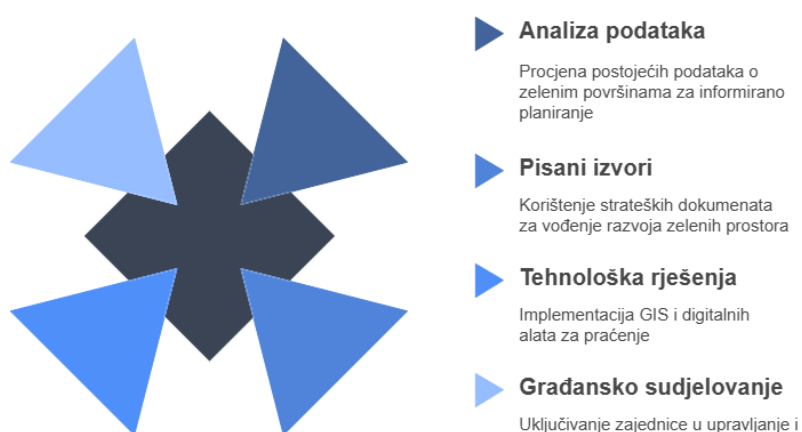 Analiza podataka
Procjena postojećih podataka o
zelenim površinama za informirano
planiranje
Pisani izvori
Korištenje strateških dokumenata
za vođenje razvoja zelenih prostora
Tehnološka rješenja
Implementacija GIS i digitalnih
alata za praćenje
Građansko sudjelovanje
Uključivanje zajednice u upravljanje i